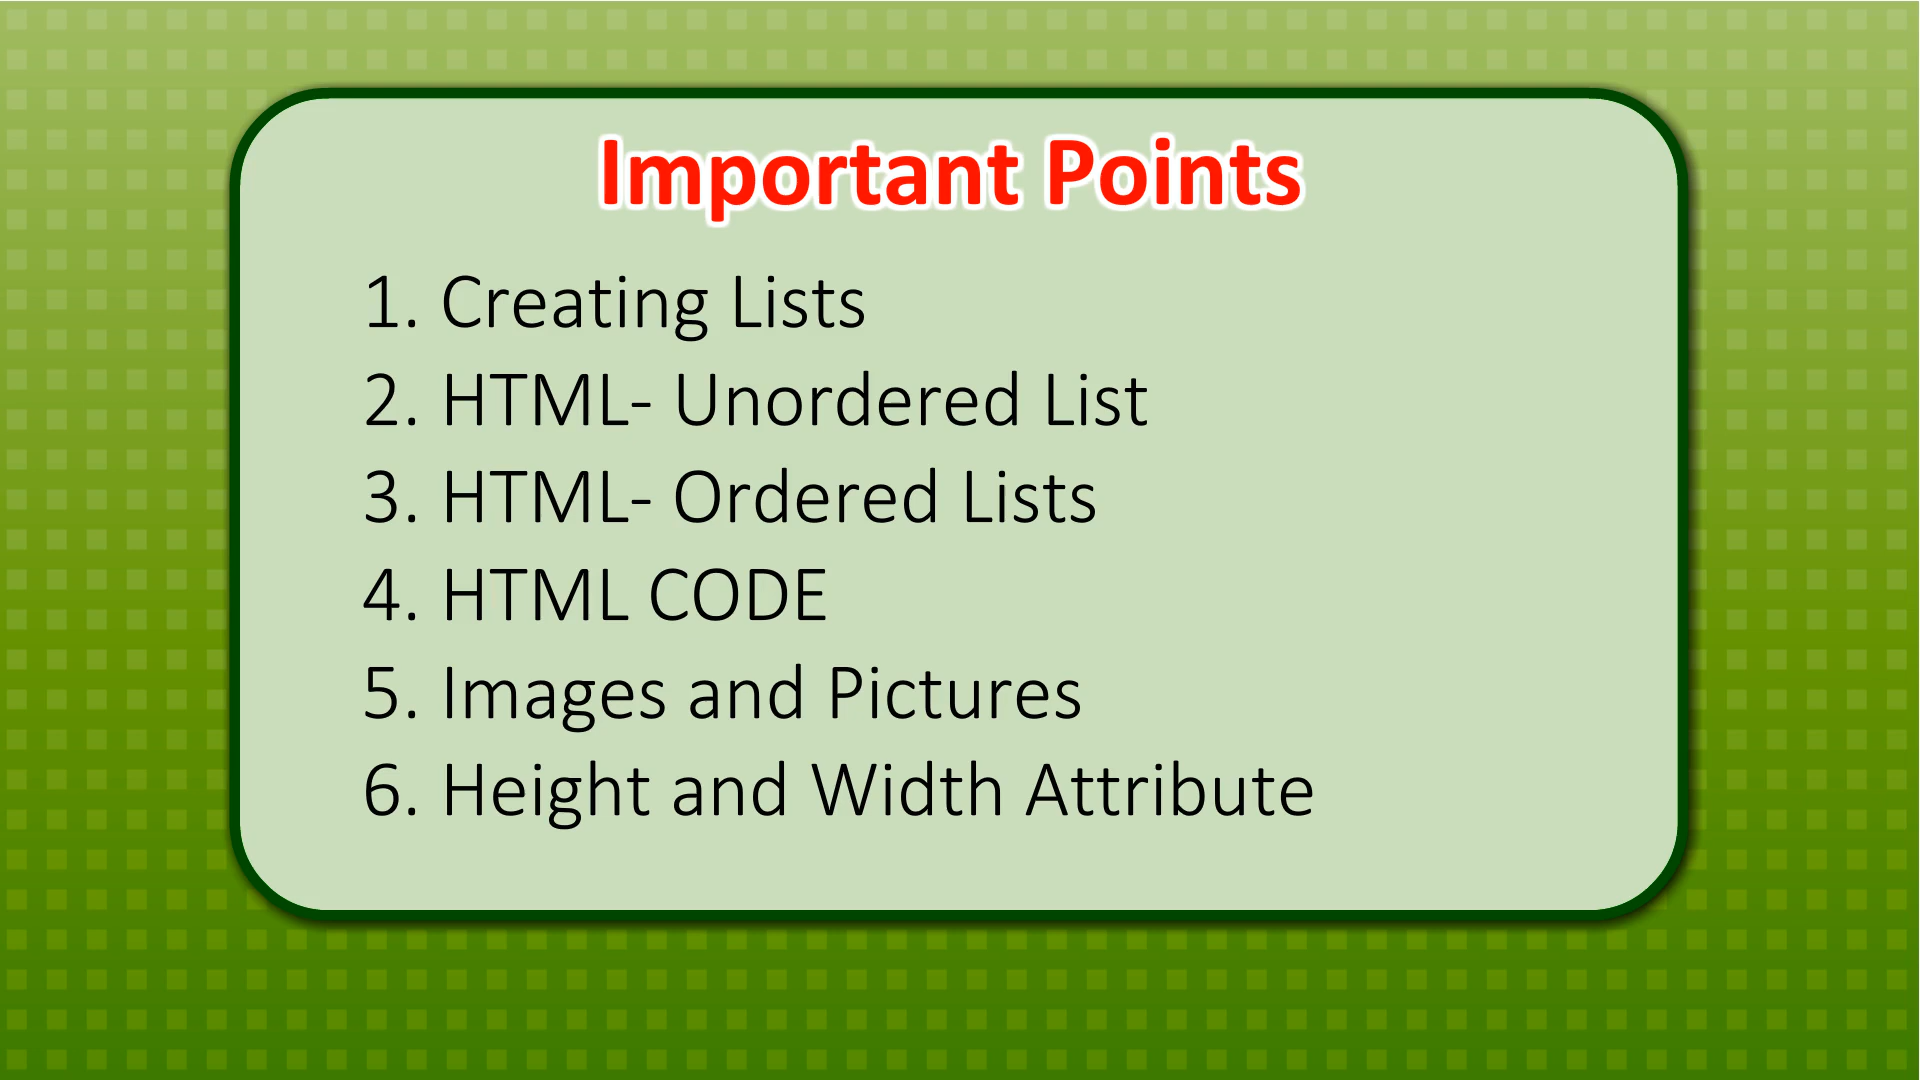 Important Points
1. Creating Lists
2. HTML- Unordered List
3. HTML- Ordered Lists
4. HTML CODE
5. Images and Pictures
6. Height and Width Attribute